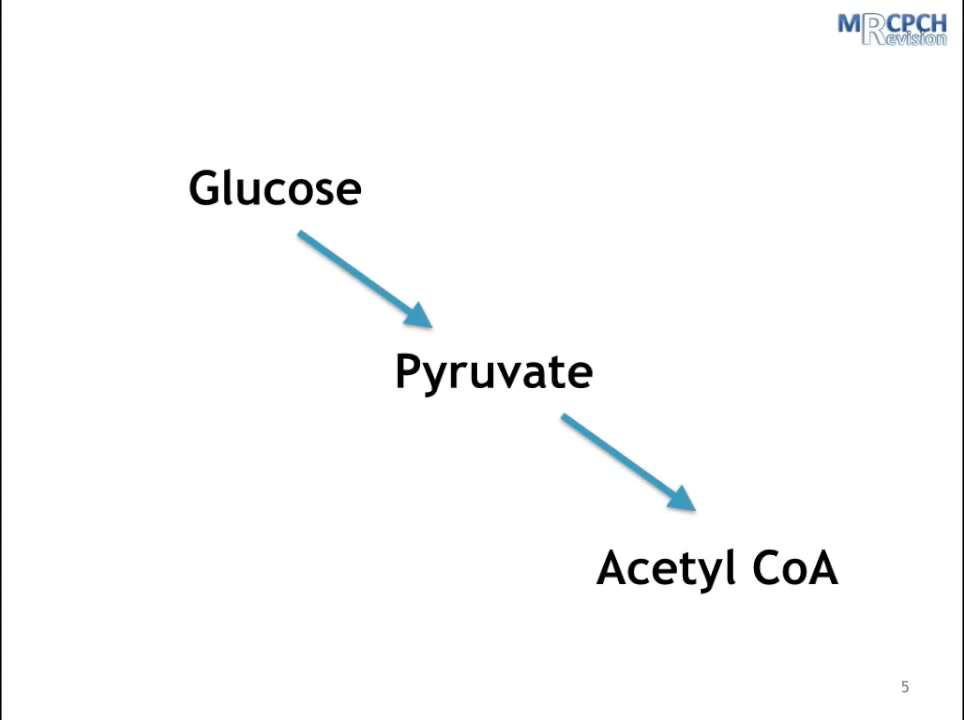 MRCPCH
Revision
Glucose
Pyruvate
Acetyl CoA
5